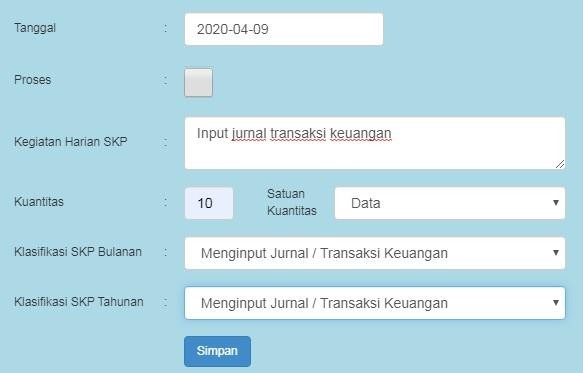 Tanggal : 2020-04-09
Proses :
Kegiatan Harian SKP : Input jurnal transaksi keuangan
Kuantitas : 10 Satuan Kuantitas Data
Klasifikasi SKP Bulanan : Menginput Jurnal / Transaksi Keuangan
Klasifikasi SKP Tahunan : Menginput Jurnal / Transaksi Keuangan
Simpan